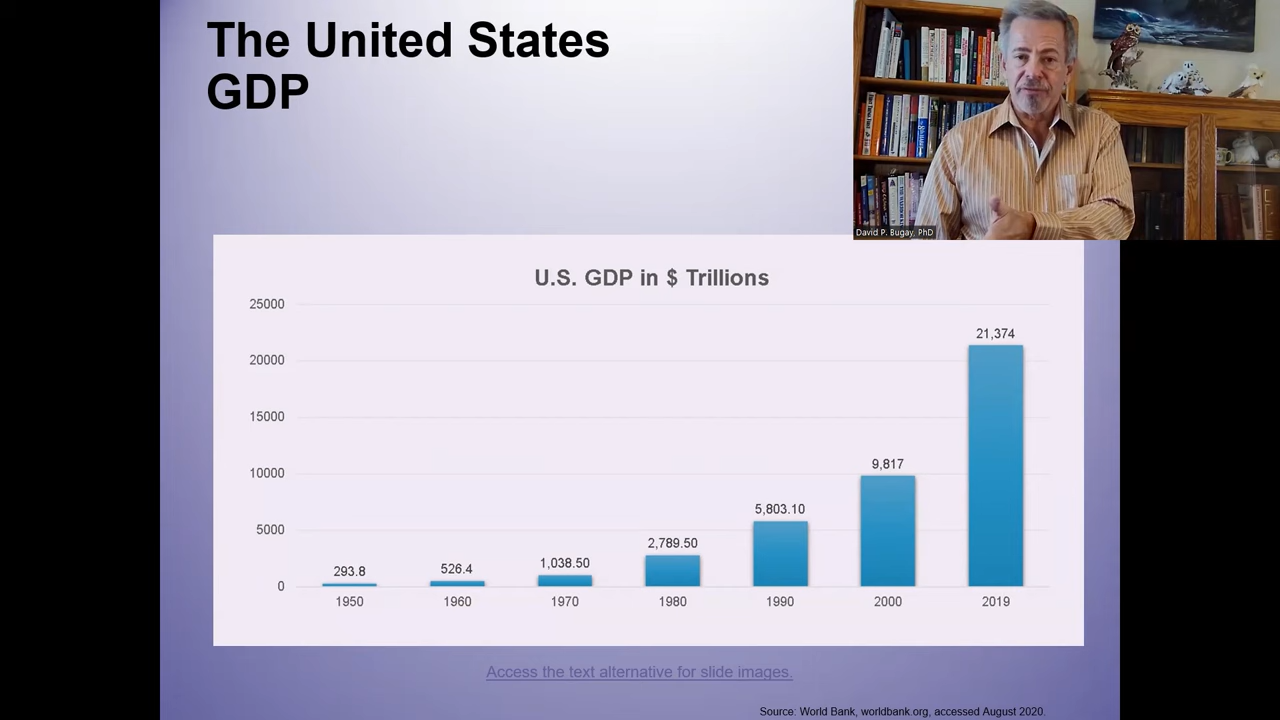 The United States
GDP
David P. Bugay, PhD
U.S. GDP in $ Trillions
25000
20000
15000
10000
5000
0
293.8
526.4
1,038.50
2,789.50
5,803.10
9,817
21,374
1950 1960 1970 1980 1990 2000 2019
Access the text alternative for slide images.
Source: World Bank, worldbank.org, accessed August 2020.